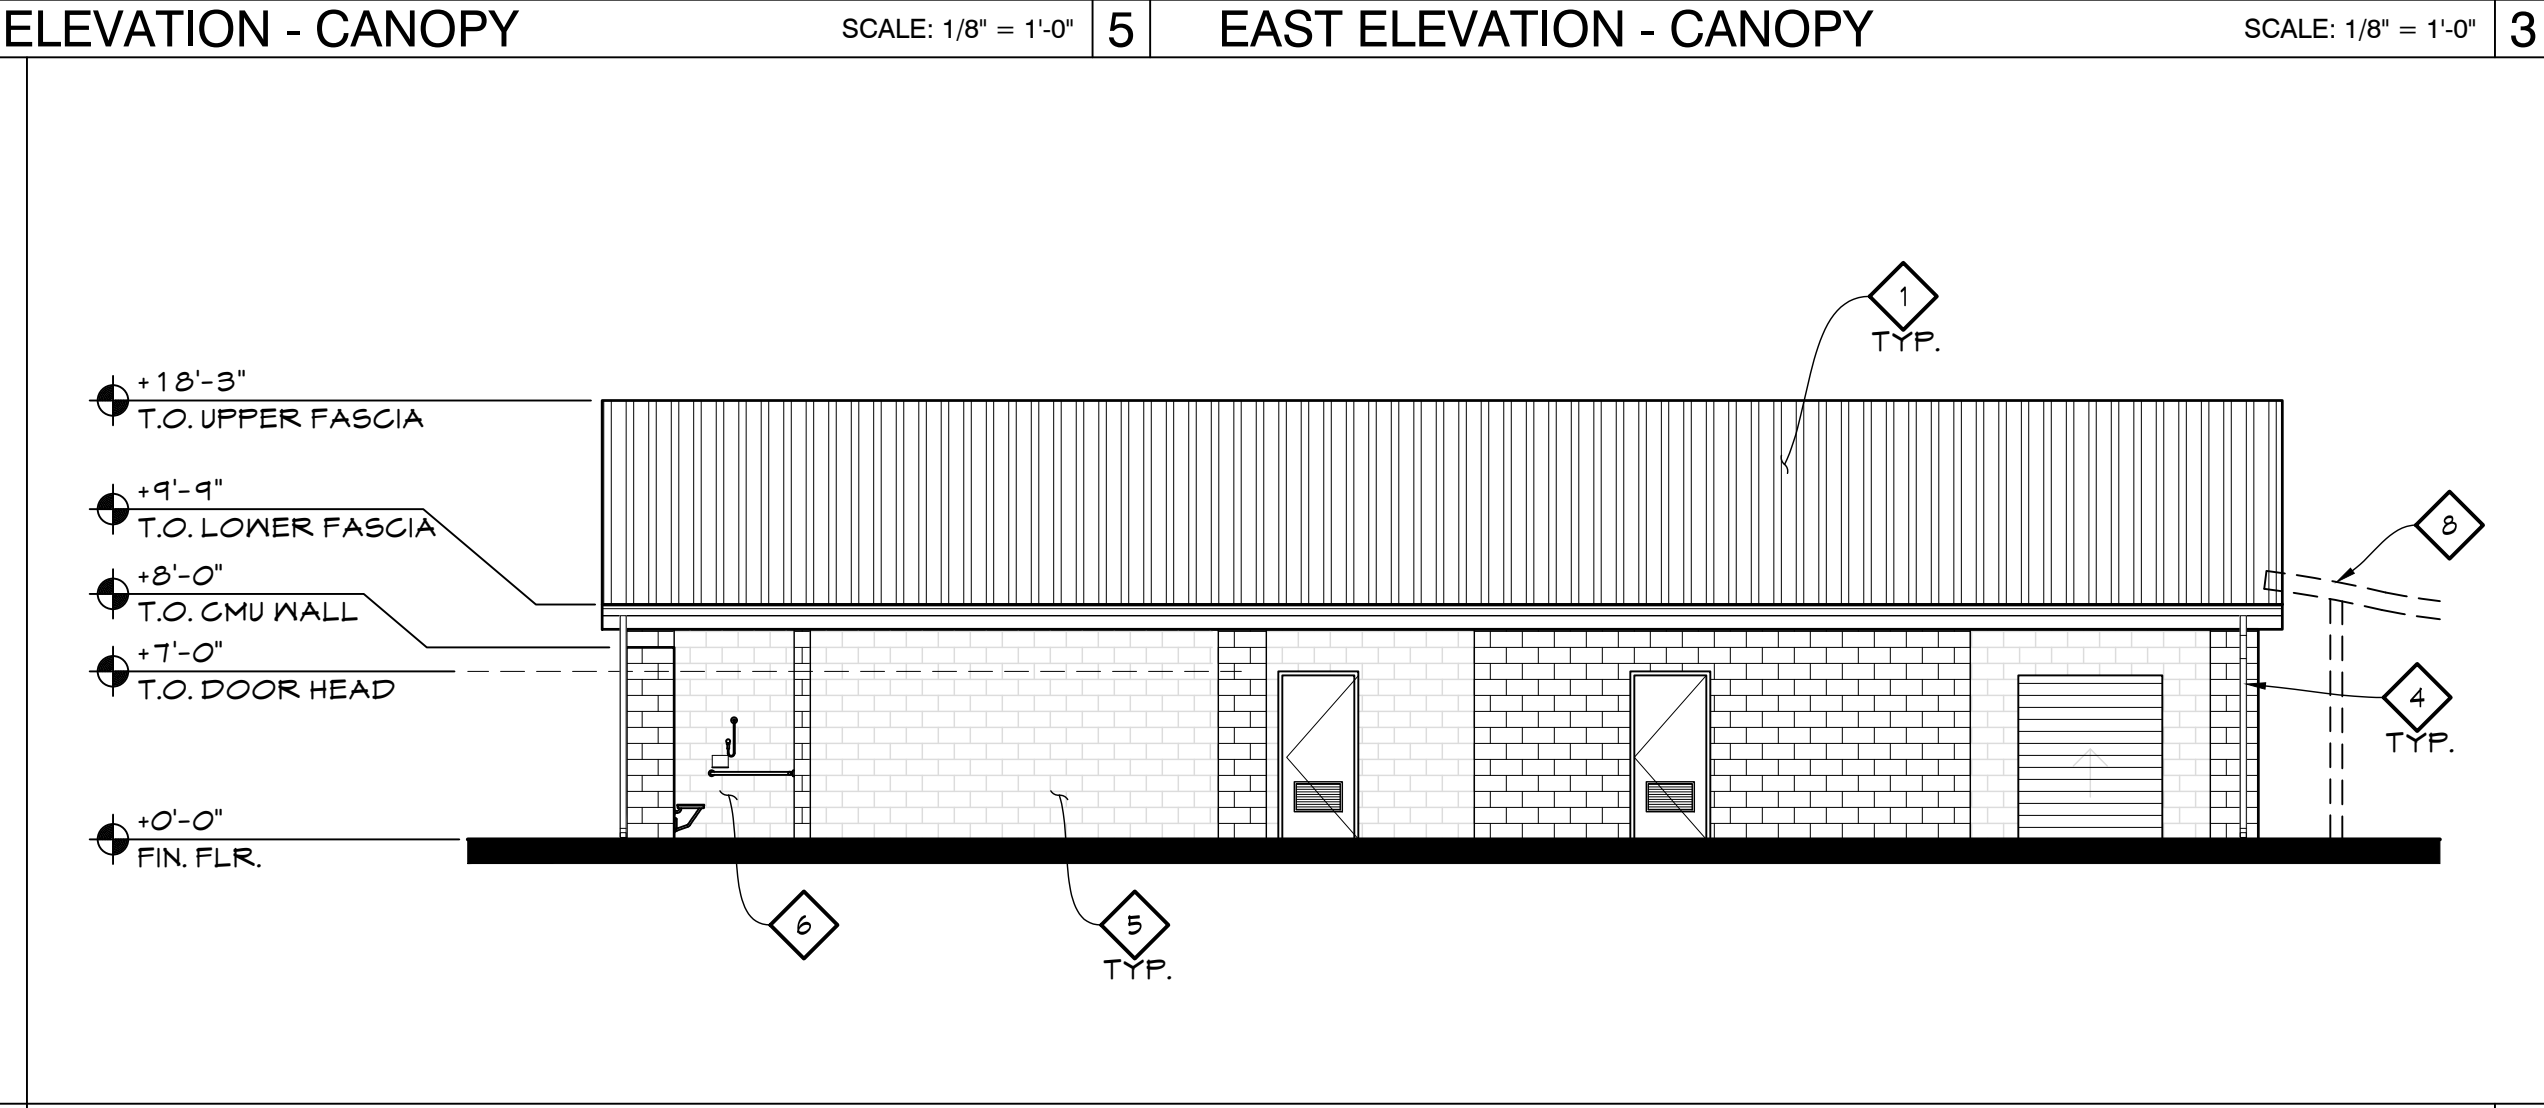 ELEVATION - CANOPY
SCALE: 1/8" = 1'-0"
5
EAST ELEVATION - CANOPY
SCALE: 1/8" = 1'-0"
3
1
TYP.
+18'-3"
T.O. UPPER FASCIA
+9'-9"
T.O. LOWER FASCIA
8
+8'-0"
T.O. CMU WALL
+7'-0"
T.O. DOOR HEAD
4
TYP.
+0'-0"
FIN. FLR.
6
5
TYP.